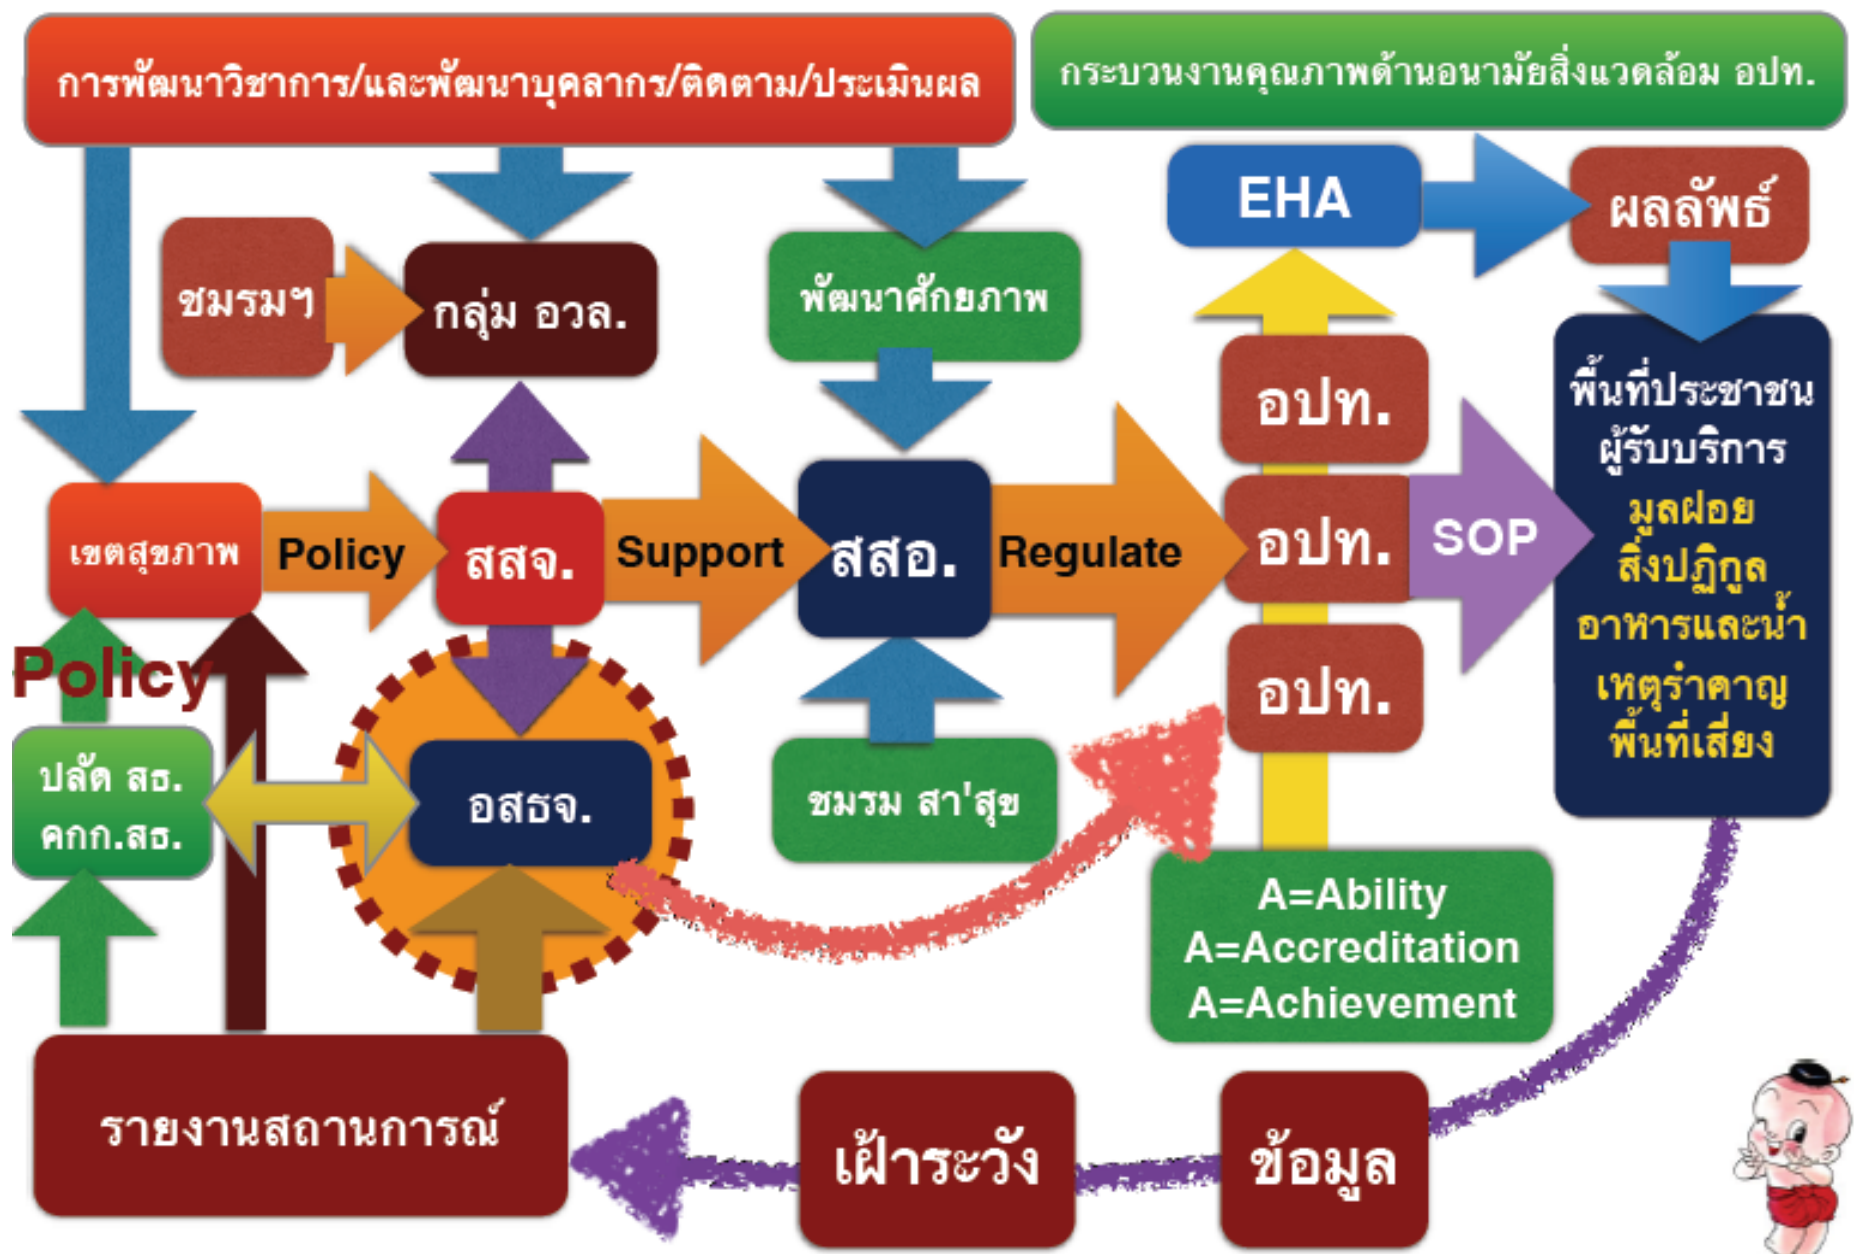 การพัฒนาวิชาการ/และพัฒนาบุคลากร/ติดตาม/ประเมินผล
กระบวนงานคุณภาพด้านอนามัยสิ่งแวดล้อม อปท.
EHA
ผลลัพธ์
ชมรมฯ
กลุ่ม อวล.
พัฒนาศักยภาพ
อปท.
พื้นที่ประชาชน
ผู้รับบริการ
มูลฝอย
สิ่งปฏิกูล
อาหารและน้ำ
เหตุรำคาญ
พื้นที่เสี่ยง
เขตสุขภาพ
Policy
สสจ.
Support
สสอ.
Regulate
อปท.
SOP
Policy
อปท.
ปลัด สธ.
คกก.สธ.
อสธจ.
ชมรม สา'สุข
A=Ability
A=Accreditation
A=Achievement
รายงานสถานการณ์
เฝ้าระวัง
ข้อมูล